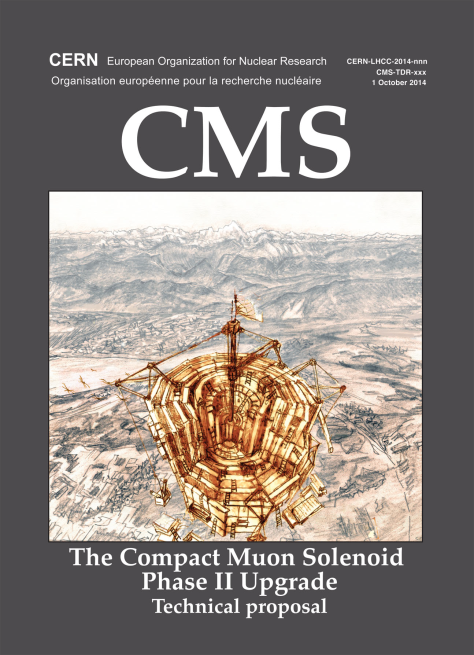 CERN European Organization for Nuclear Research
Organisation européenne pour la recherche nucléaire
CERN-LHCC-2014-nnn
CMS-TDR-xxx
1 October 2014
CMS
The Compact Muon Solenoid
Phase II Upgrade
Technical proposal